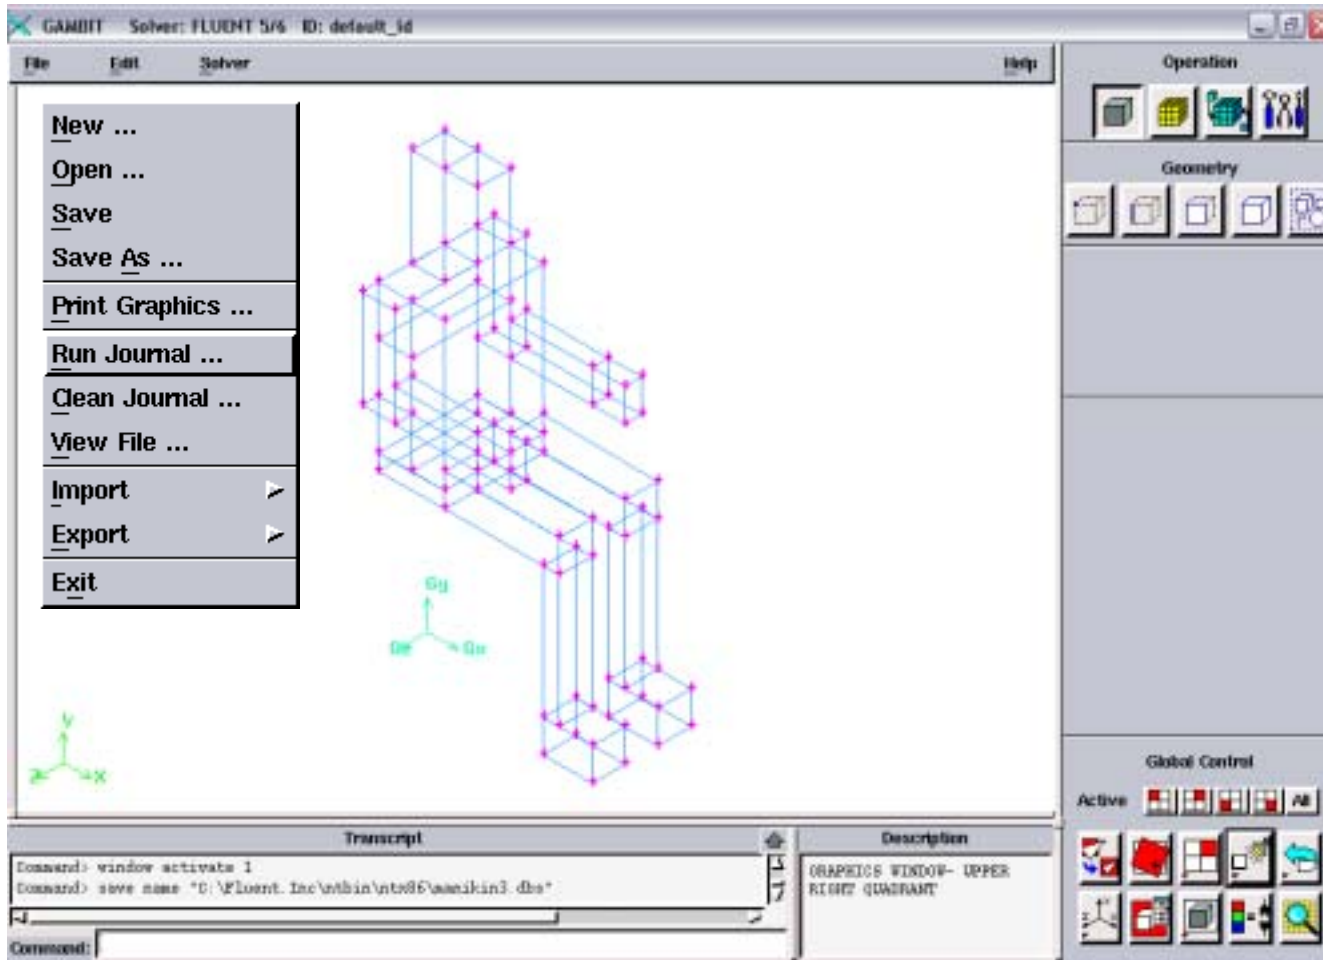 GAMBIT Solver: FLUENT 5/6 ID: default_id
File Edit Solver Help
New ...
Open ...
Save
Save As ...
Print Graphics ...
Run Journal ...
Clean Journal ...
View File ...
Import
Export
Exit
Gy
Gx
y
z
x
Operation
Geometry
Global Control
Active All
Transcript
Command> window activate 1
Command> save name "C:\Fluent.Inc\ntbin\ntx86\manikin3.dbs"
Command:
Description
GRAPHICS WINDOW- UPPER
RIGHT QUADRANT